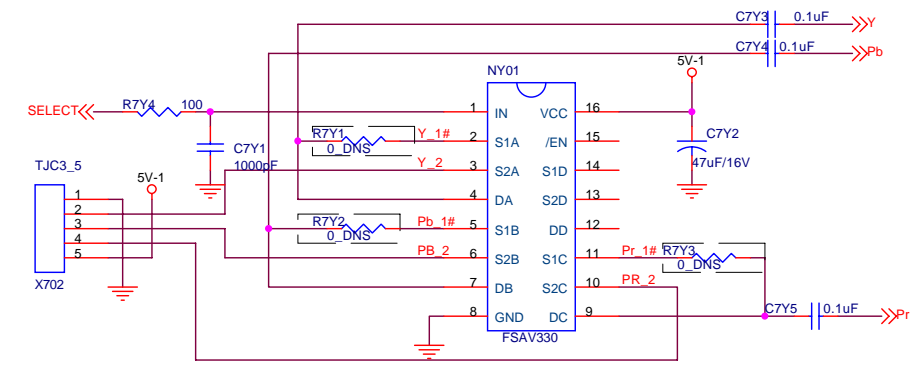 C7Y3 0.1uF Y
C7Y4 0.1uF Pb
5V-1
NY01
SELECT R7Y4 100 1 IN VCC 16
R7Y1 Y_1# 2 S1A /EN 15 C7Y2
0_DNS
C7Y1
1000pF Y_2 3 S2A S1D 14 47uF/16V
TJC3_5 5V-1
1 4 DA S2D 13
2
R7Y2 Pb_1# 5 S1B DD 12
3
0_DNS
4 PB_2 6 S2B S1C 11 Pr_1# R7Y3
0_DNS
5
X702 7 DB S2C 10 PR_2
8 GND DC 9 C7Y5 0.1uF Pr
FSAV330